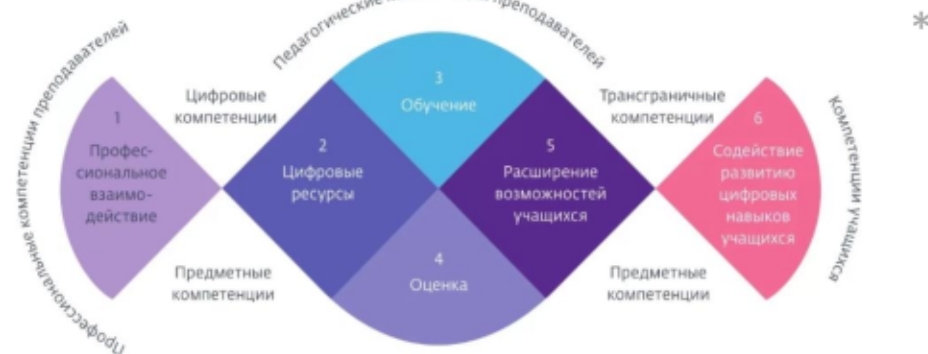 Педагогические преподавателей
Профессиональные компетенции преподавателей
Компетенции учащихся
*
Цифровые
компетенции
Предметные
компетенции
1
Профес-
сиональное
взаимо-
действие
2
Цифровые
ресурсы
3
Обучение
4
Оценка
5
Расширение
возможностей
учащихся
Трансграничные
компетенции
Предметные
компетенции
6
Содействие
развитию
цифровых
навыков
учащихся